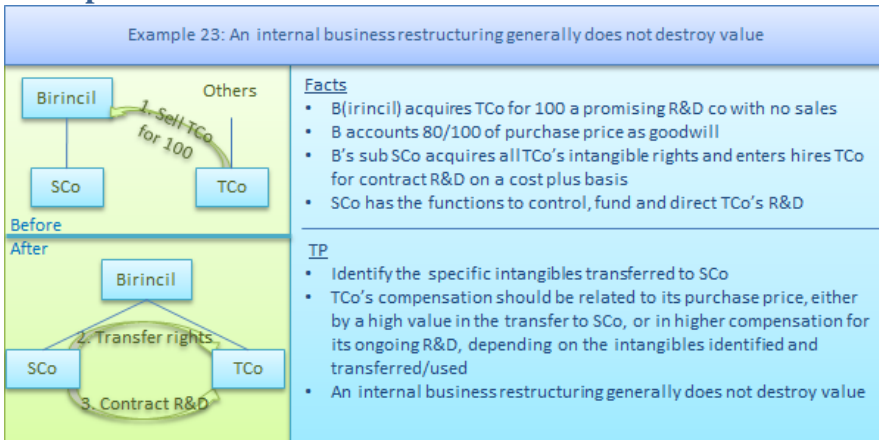 Example 23: An internal business restructuring generally does not destroy value
Birincil
Others
1. Sell TCo
for 100
SCo
TCo
Before
After
Birincil
2. Transfer rights
SCo
TCo
3. Contract R&D
Facts
• B(irincil) acquires TCo for 100 a promising R&D co with no sales
• B accounts 80/100 of purchase price as goodwill
• B's sub SCo acquires all TCo's intangible rights and enters hires TCo
for contract R&D on a cost plus basis
• SCo has the functions to control, fund and direct TCo's R&D
TP
• Identify the specific intangibles transferred to SCo
• TCo's compensation should be related to its purchase price, either
by a high value in the transfer to SCo, or in higher compensation for
its ongoing R&D, depending on the intangibles identified and
transferred/used
• An internal business restructuring generally does not destroy value